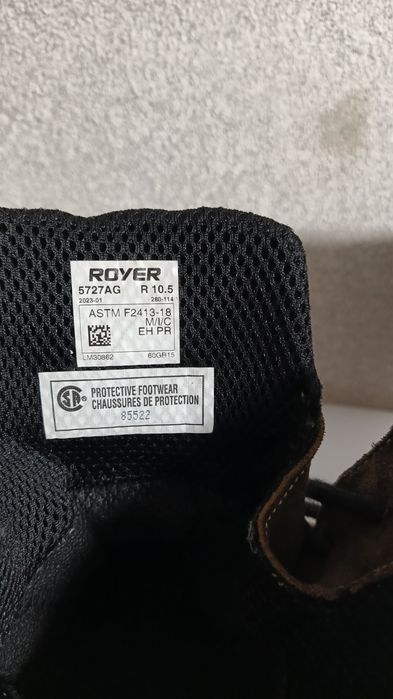 ROYER
5727AG R 10.5
2023-01 280-114
ASTM F2413-18
M/I/C
EH PR
LM30862 60GR15
CSA® PROTECTIVE FOOTWEAR
CHAUSSURES DE PROTECTION
85522